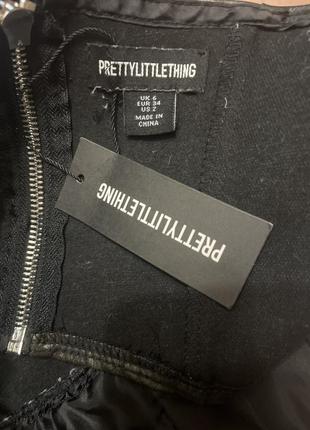 PRETTYLITTLETHING
UK 6
EUR 34
US 2
MADE IN
CHINA
PRETTYLITTLETHING